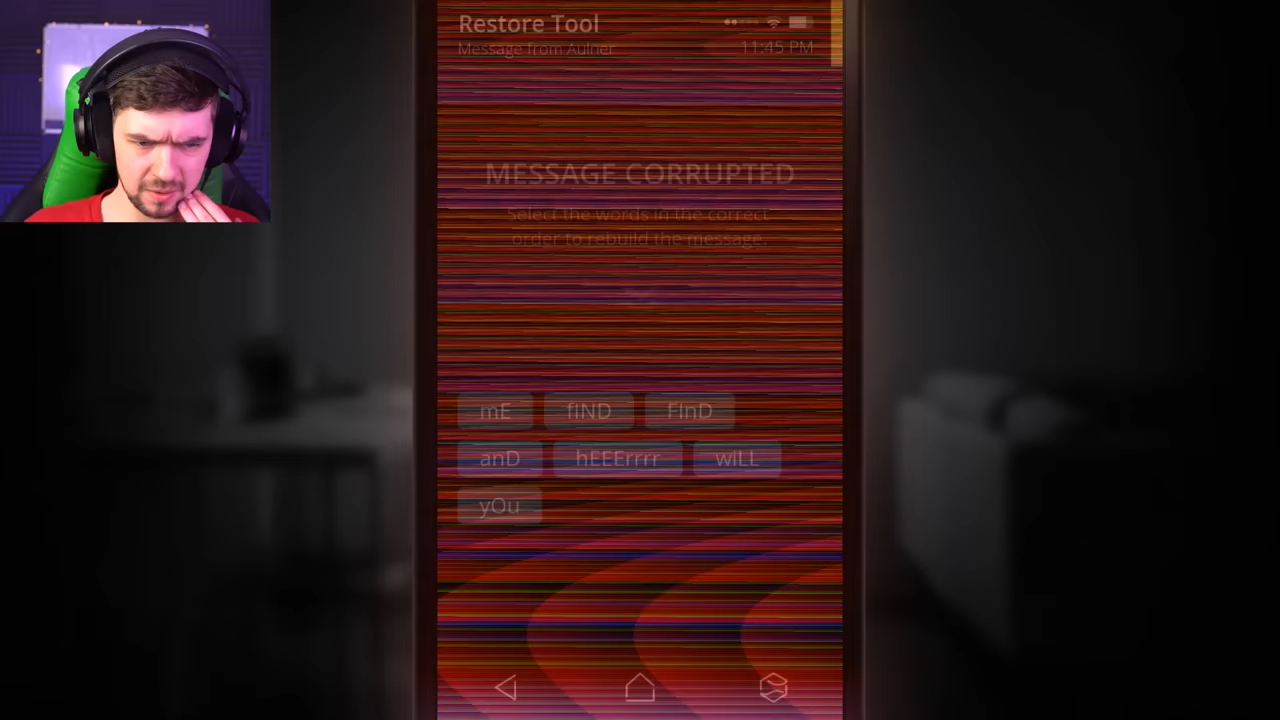 Restore Tool
Message from Aulner 11:45 PM
MESSAGE CORRUPTED
Select the words in the correct
order to rebuild the message.
mE fiND FInD
anD hEEErrrr wiLL
yOu